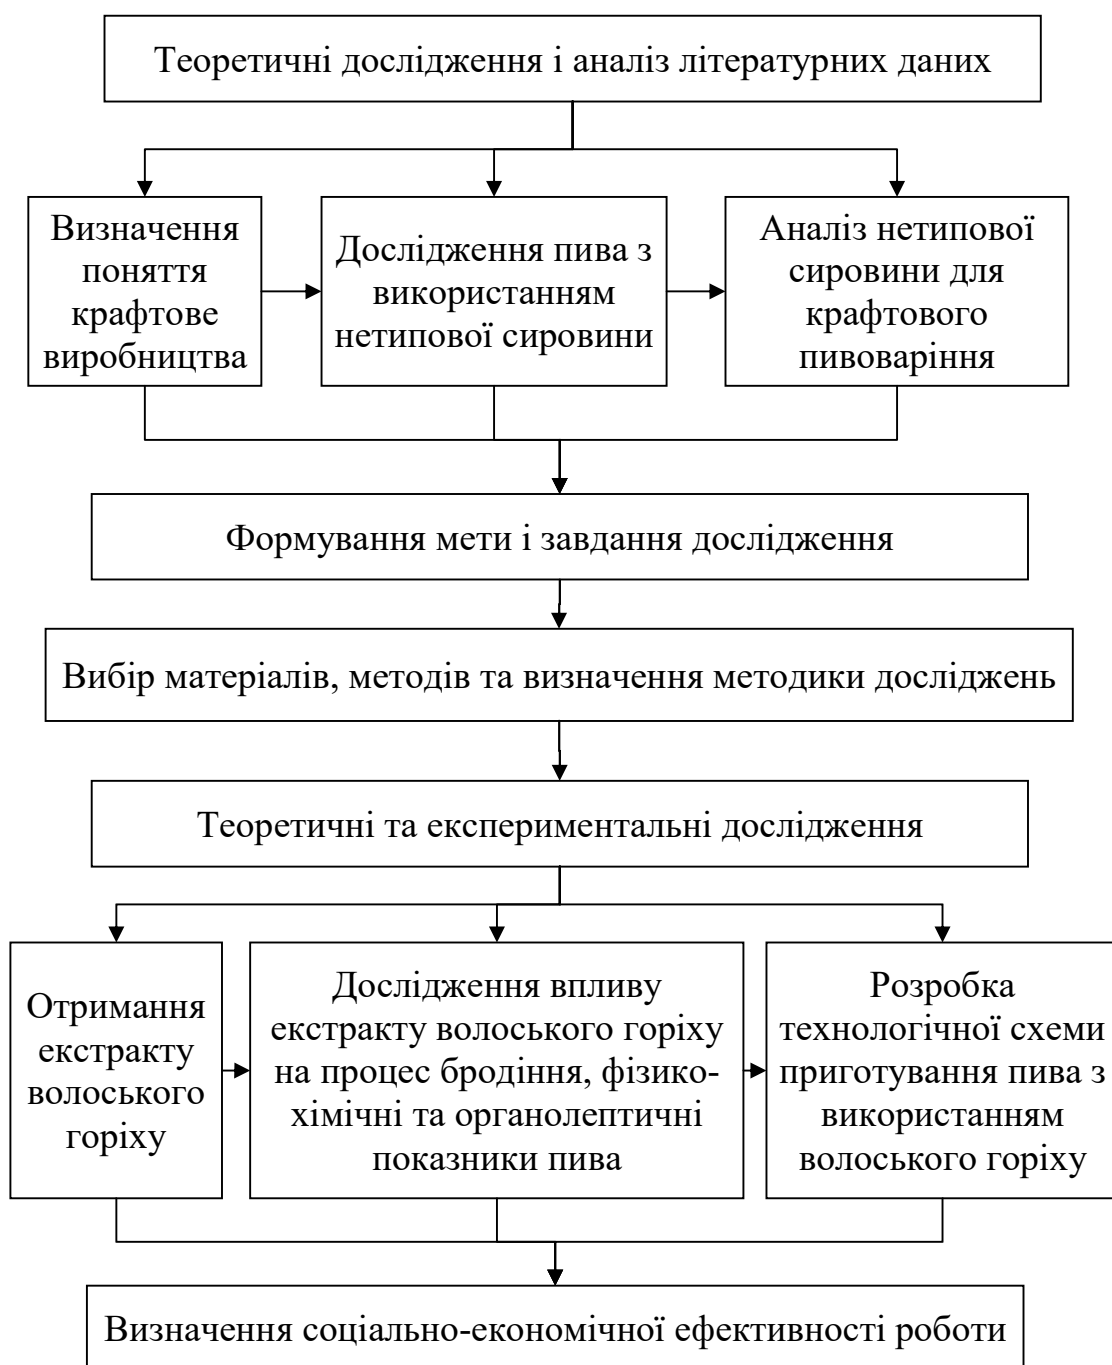 Теоретичні дослідження і аналіз літературних даних
Визначення
поняття
крафтове
виробництва
Дослідження пива з
використанням
нетипової сировини
Аналіз нетипової
сировини для
крафтового
пивоваріння
Формування мети і завдання дослідження
Вибір матеріалів, методів та визначення методики досліджень
Теоретичні та експериментальні дослідження
Отримання
екстракту
волоського
горіху
Дослідження впливу
екстракту волоського горіху
на процес бродіння, фізико-
хімічні та органолептичні
показники пива
Розробка
технологічної схеми
приготування пива з
використанням
волоського горіху
Визначення соціально-економічної ефективності роботи